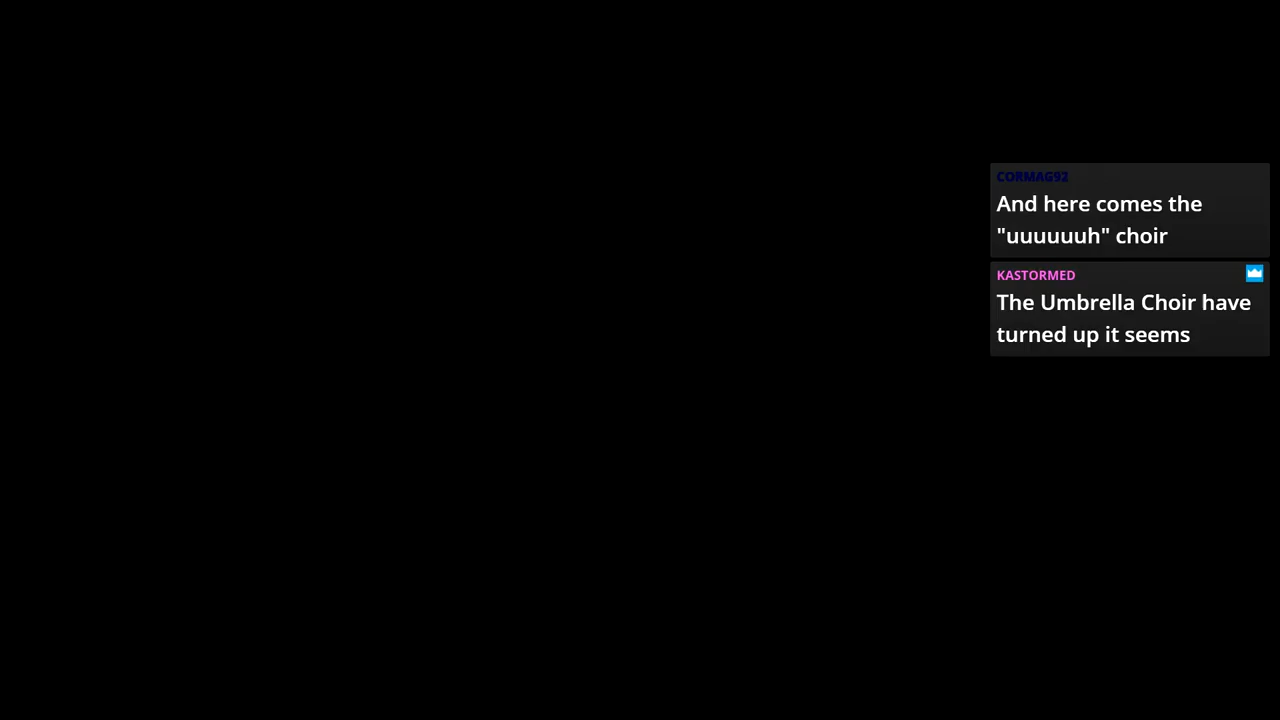 CORMAG92
And here comes the
"uuuuuuh" choir
KASTORMED
The Umbrella Choir have
turned up it seems